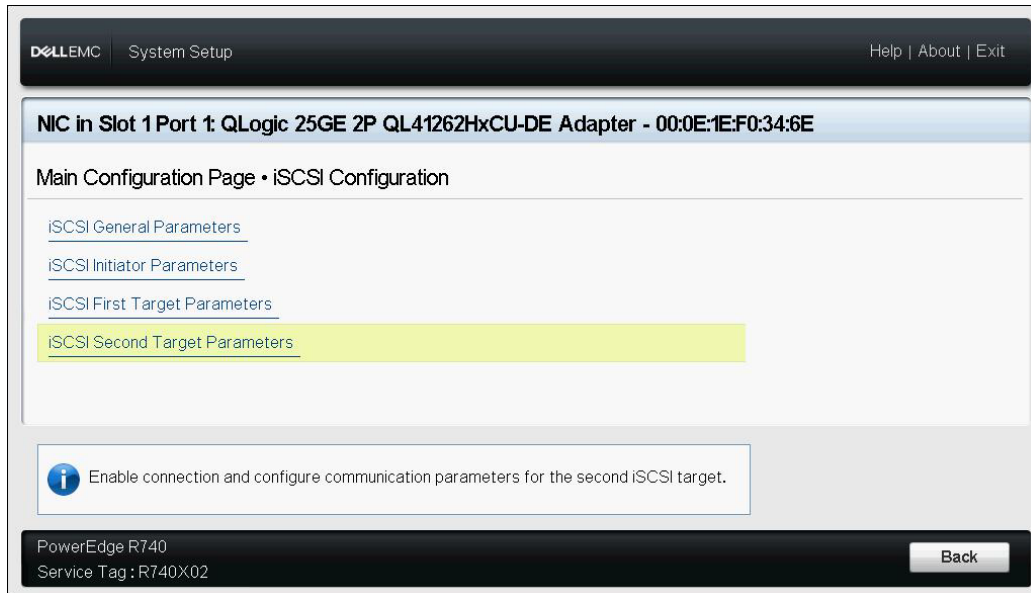 DELLEMC System Setup Help | About | Exit
NIC in Slot 1 Port 1: QLogic 25GE 2P QL41262HxCU-DE Adapter - 00:0E:1E:F0:34:6E
Main Configuration Page • iSCSI Configuration
iSCSI General Parameters
iSCSI Initiator Parameters
iSCSI First Target Parameters
iSCSI Second Target Parameters
Enable connection and configure communication parameters for the second iSCSI target.
PowerEdge R740
Service Tag : R740X02
Back